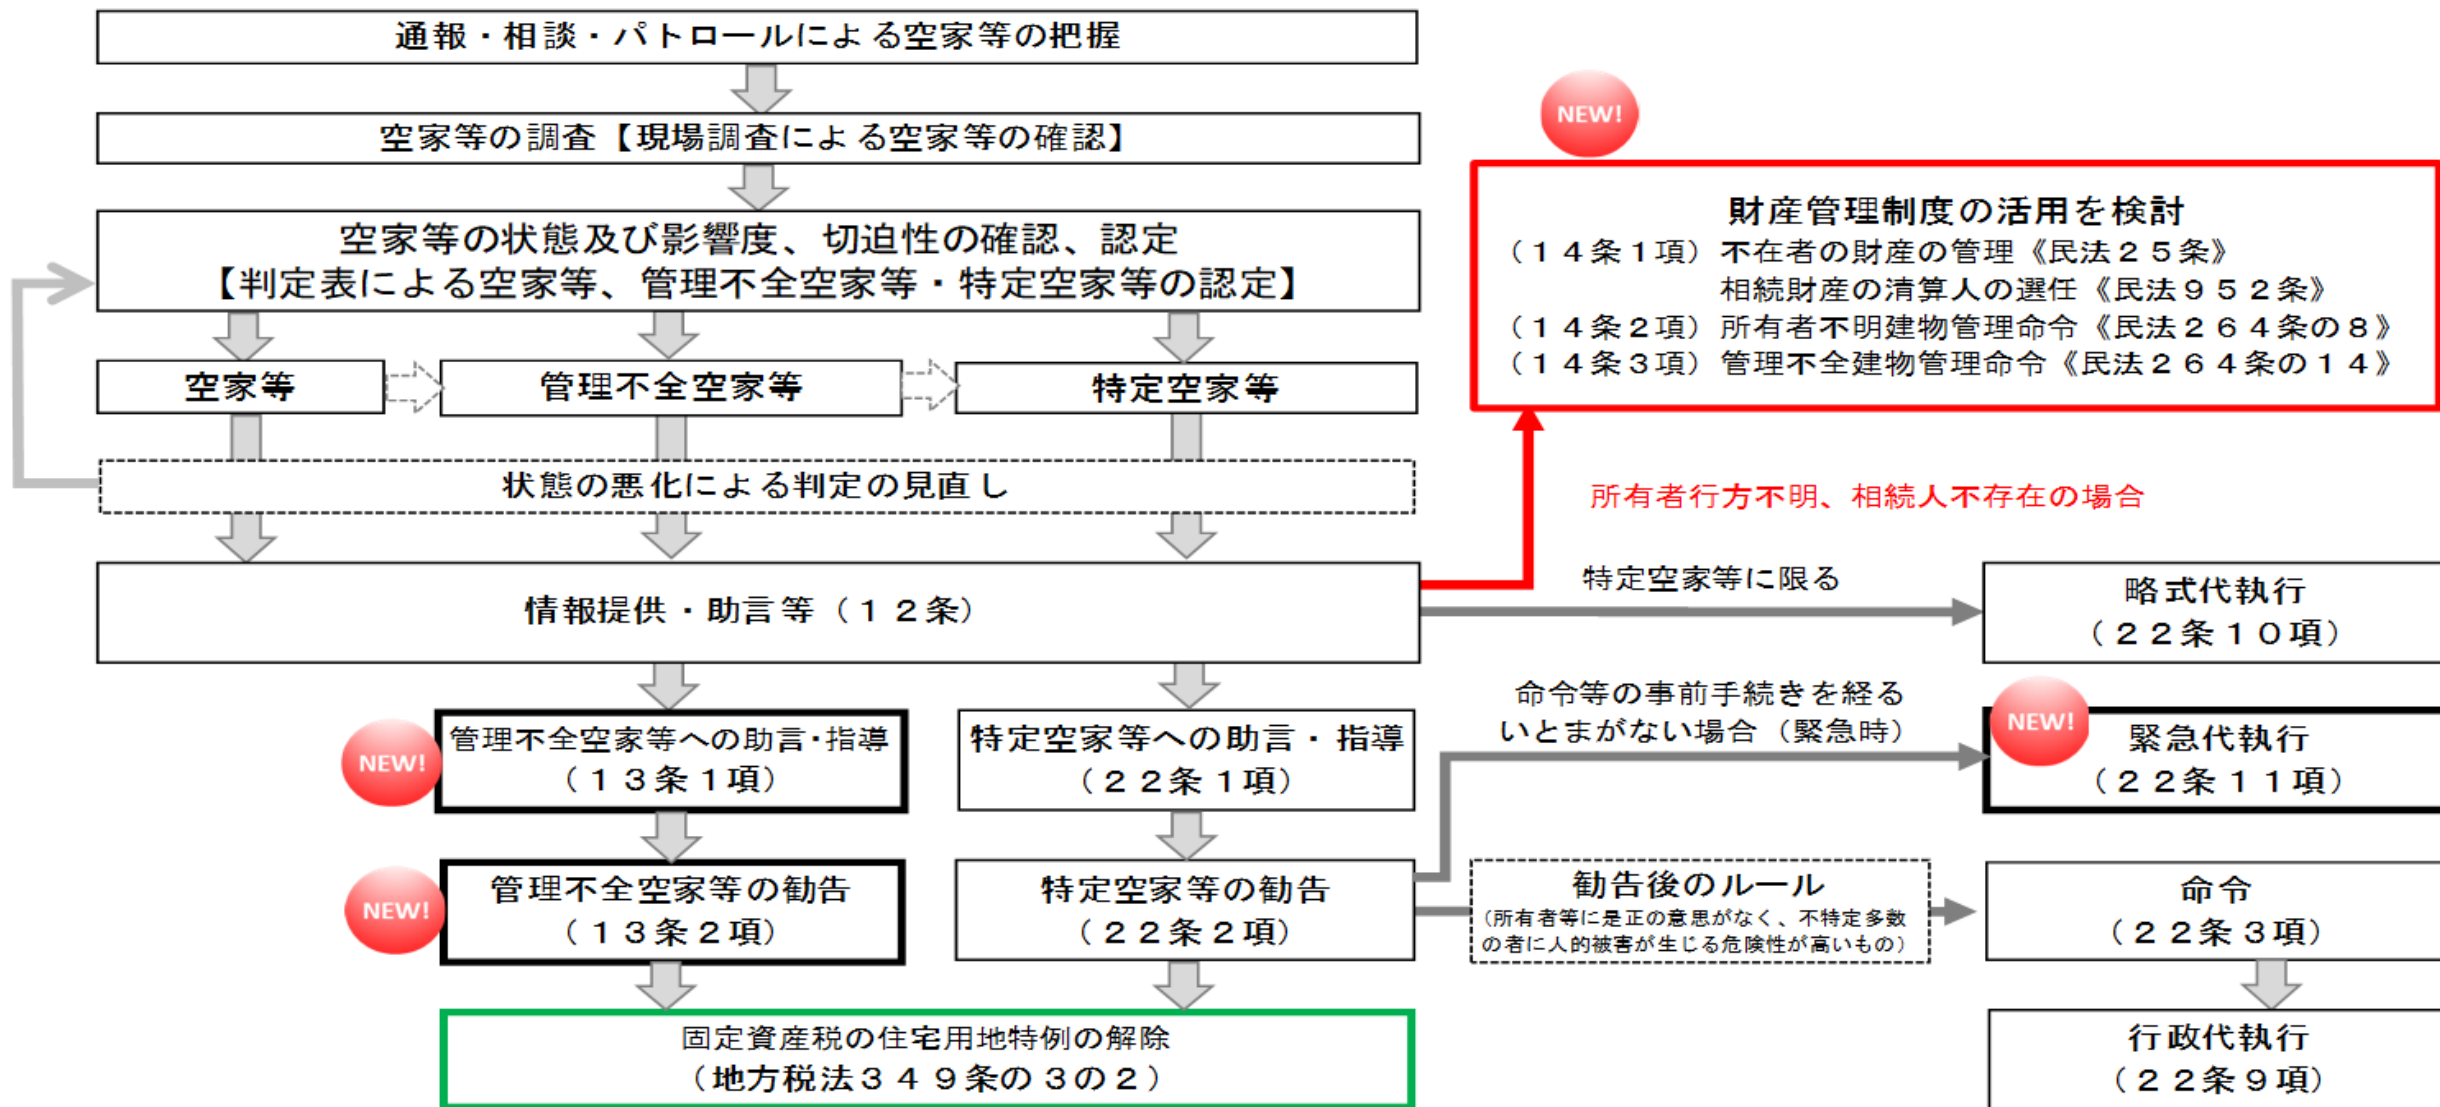 通報・相談・パトロールによる空家等の把握
空家等の調査【現場調査による空家等の確認】
空家等の状態及び影響度、切迫性の確認、認定
【判定表による空家等、管理不全空家等・特定空家等の認定】
空家等
管理不全空家等
特定空家等
状態の悪化による判定の見直し
NEW!
財産管理制度の活用を検討
（１４条１項）不在者の財産の管理《民法２５条》
相続財産の清算人の選任《民法９５２条》
（１４条２項）所有者不明建物管理命令《民法２６４条の８》
（１４条３項）管理不全建物管理命令《民法２６４条の１４》
所有者行方不明、相続人不存在の場合
情報提供・助言等（１２条）
特定空家等に限る
略式代執行
（２２条１０項）
NEW!
管理不全空家等への助言・指導
（１３条１項）
特定空家等への助言・指導
（２２条１項）
命令等の事前手続きを経る
いとまがない場合（緊急時）
NEW!
緊急代執行
（２２条１１項）
NEW!
管理不全空家等の勧告
（１３条２項）
特定空家等の勧告
（２２条２項）
勧告後のルール
（所有者等に是正の意思がなく、不特定多数
の者に人的被害が生じる危険性が高いもの）
命令
（２２条３項）
固定資産税の住宅用地特例の解除
（地方税法３４９条の３の２）
行政代執行
（２２条９項）